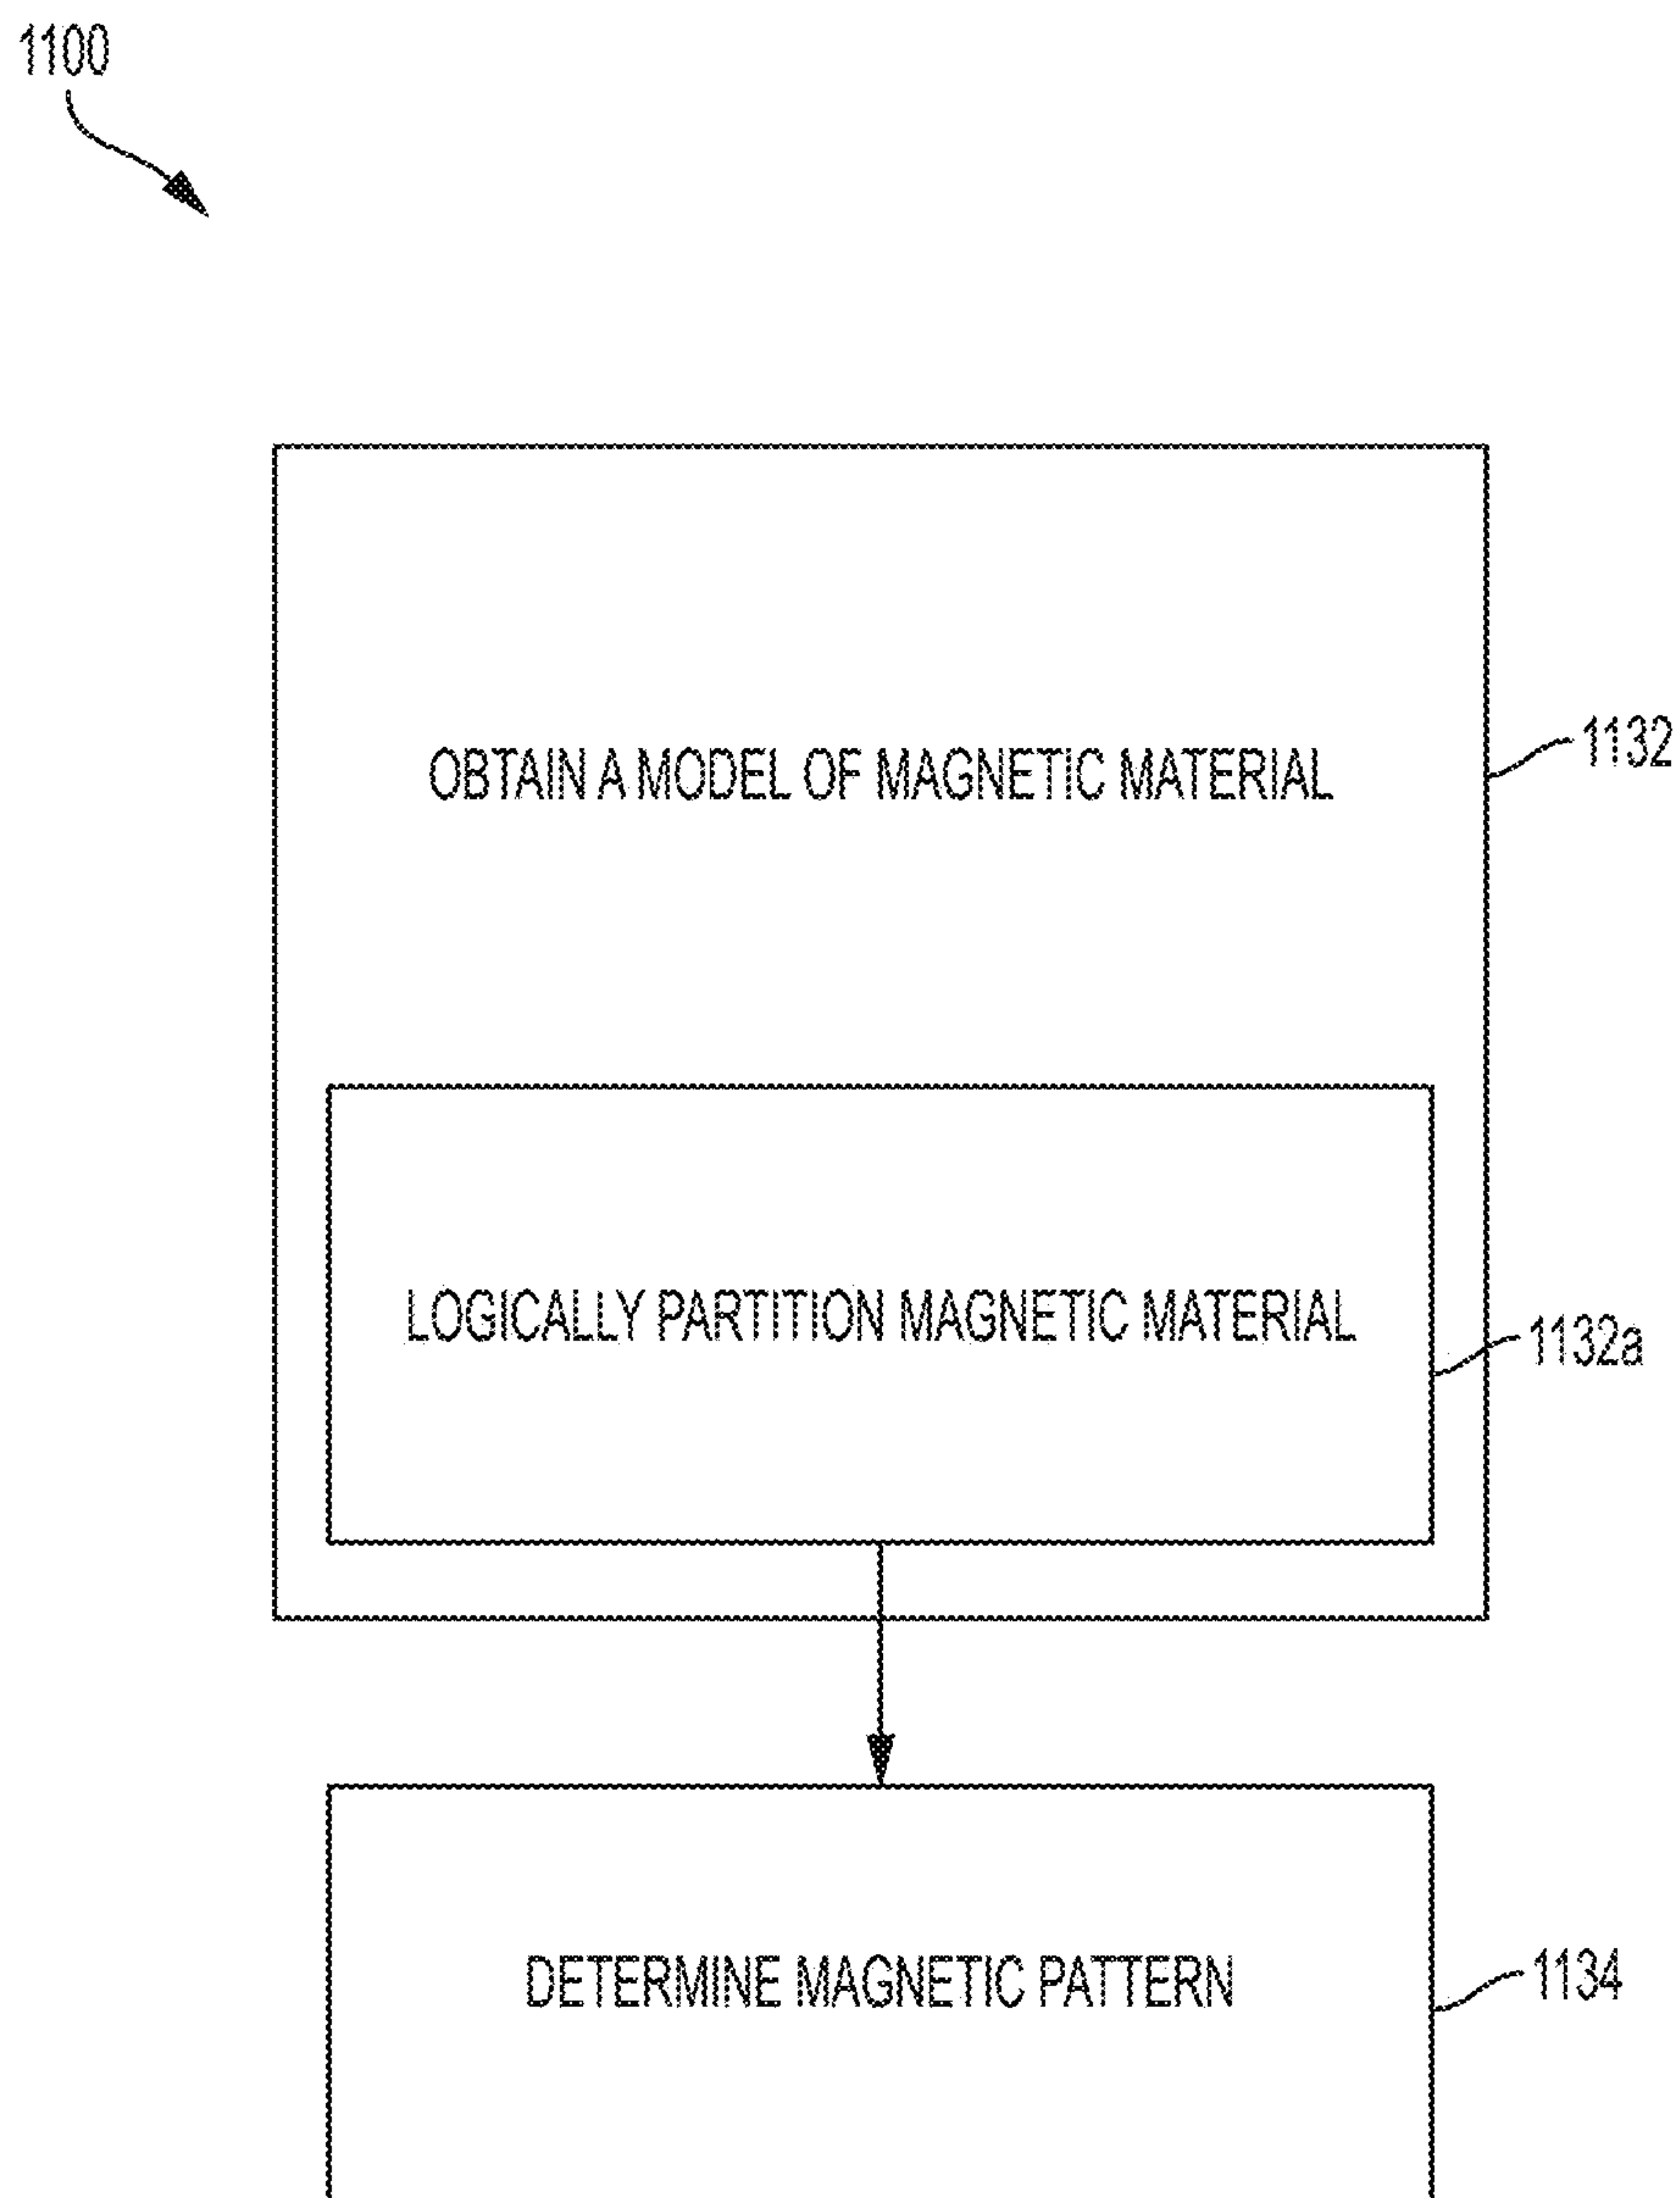 1100
OBTAIN A MODEL OF MAGNETIC MATERIAL
1132
LOGICALLY PARTITION MAGNETIC MATERIAL
1132a
DETERMINE MAGNETIC PATTERN
1134